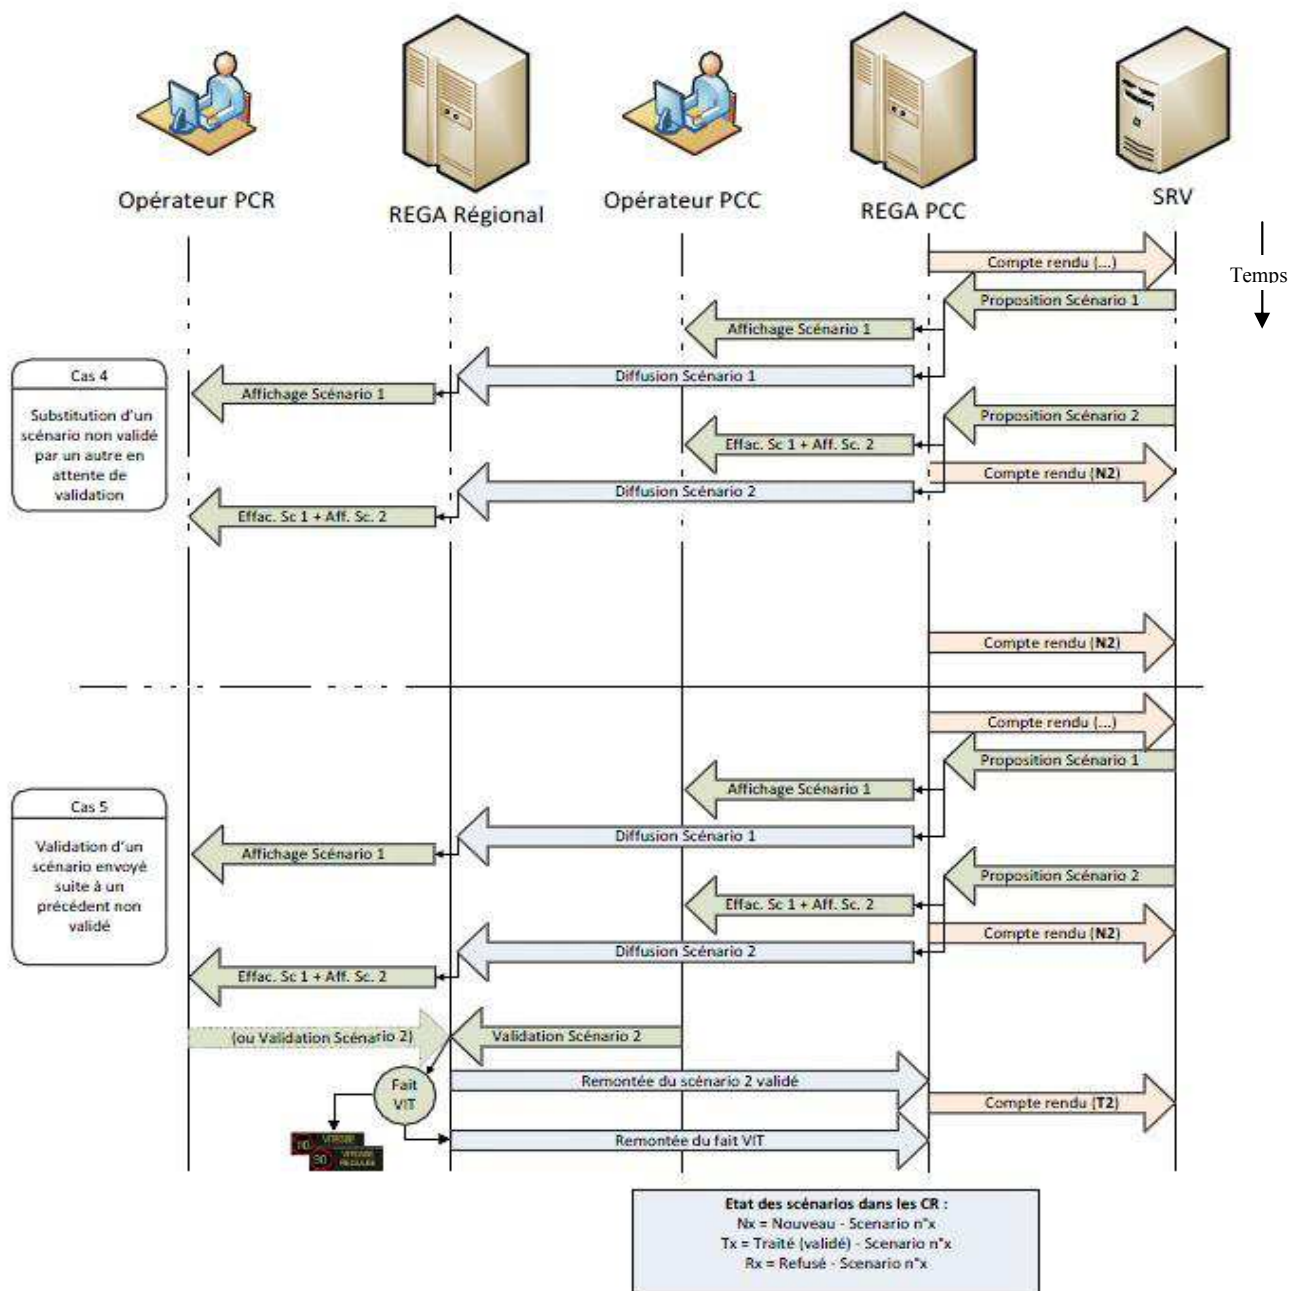 Opérateur PCR
REGA Régional
Opérateur PCC
REGA PCC
SRV
Temps
Compte rendu (...)
Proposition Scénario 1
Affichage Scénario 1
Diffusion Scénario 1
Affichage Scénario 1
Cas 4
Substitution d'un
scénario non validé
par un autre en
attente de
validation
Proposition Scénario 2
Effac. Sc 1 + Aff. Sc. 2
Compte rendu (N2)
Diffusion Scénario 2
Effac. Sc 1 + Aff. Sc. 2
Compte rendu (N2)
Compte rendu (...)
Proposition Scénario 1
Affichage Scénario 1
Diffusion Scénario 1
Affichage Scénario 1
Cas 5
Validation d'un
scénario envoyé
suite à un
précédent non
validé
Proposition Scénario 2
Effac. Sc 1 + Aff. Sc. 2
Compte rendu (N2)
Diffusion Scénario 2
Effac. Sc 1 + Aff. Sc. 2
(ou Validation Scénario 2)
Validation Scénario 2
Fait
VIT
Remontée du scénario 2 validé
Compte rendu (T2)
Remontée du fait VIT
110 VITESSE
90 VITESSE
REGULEE
Etat des scénarios dans les CR :
Nx = Nouveau - Scenario n°x
Tx = Traité (validé) - Scenario n°x
Rx = Refusé - Scenario n°x